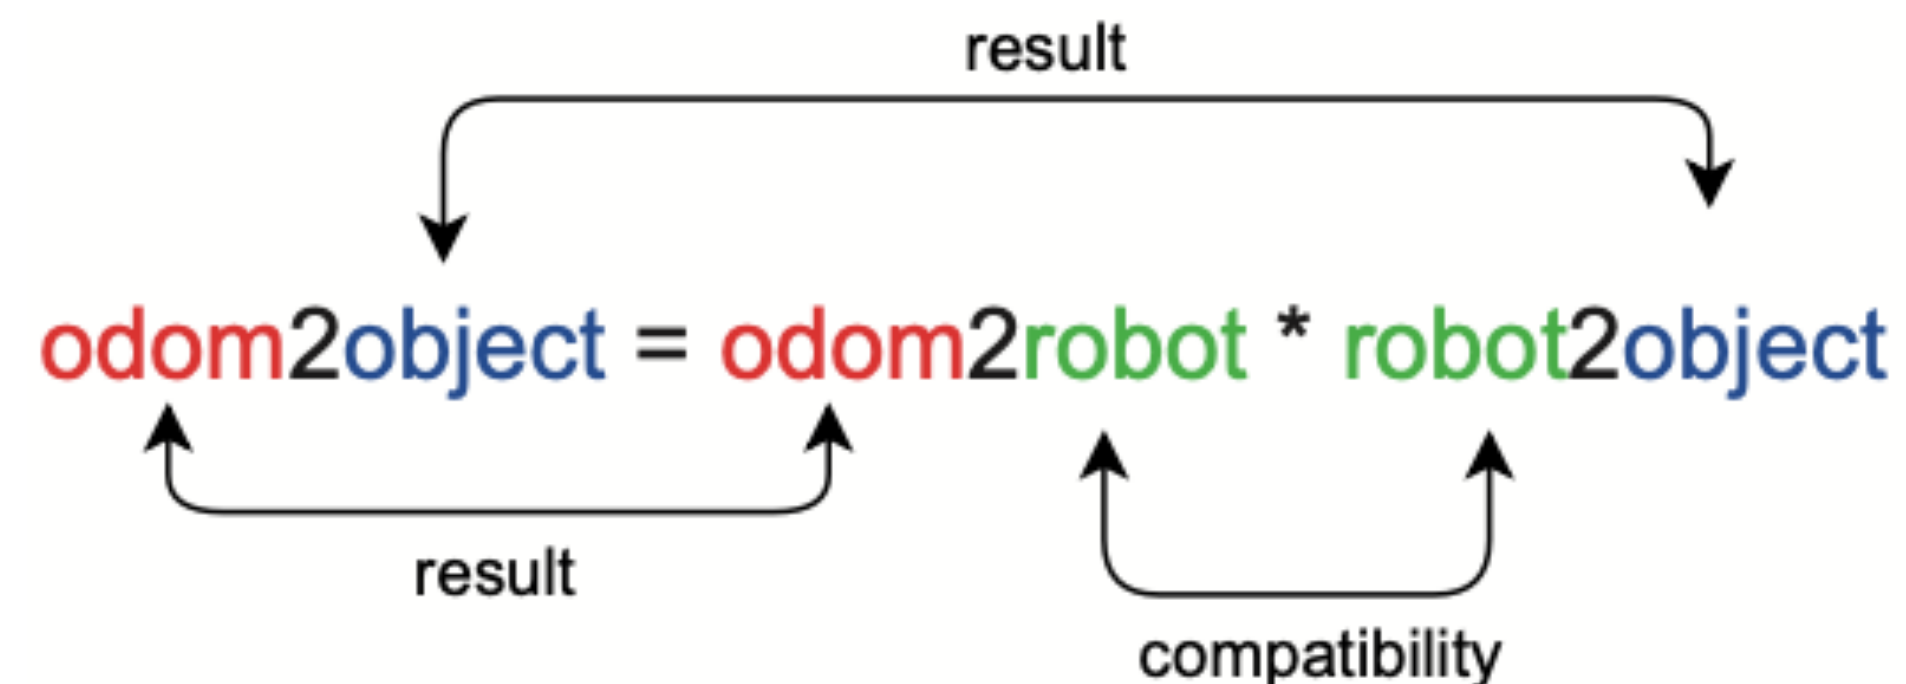 result
odom2object = odom2robot * robot2object
result
compatibility